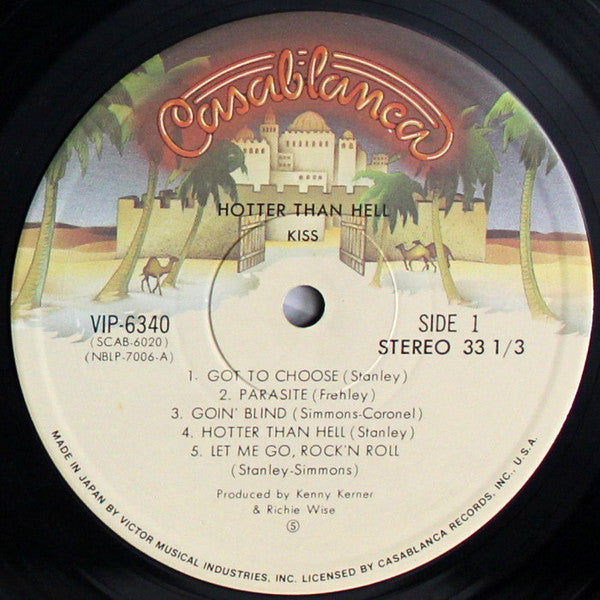 Casablanca
HOTTER THAN HELL
KISS
VIP-6340
(SCAB-6020)
(NBLP-7006-A)
SIDE 1
STEREO 33 1/3
1. GOT TO CHOOSE (Stanley)
2. PARASITE (Frehley)
3. GOIN' BLIND (Simmons-Coronel)
4. HOTTER THAN HELL (Stanley)
5. LET ME GO, ROCK'N ROLL
(Stanley-Simmons)
Produced by Kenny Kerner
& Richie Wise
Ⓢ
MADE IN JAPAN BY VICTOR MUSICAL INDUSTRIES, INC. LICENSED BY CASABLANCA RECORDS, INC., U.S.A.